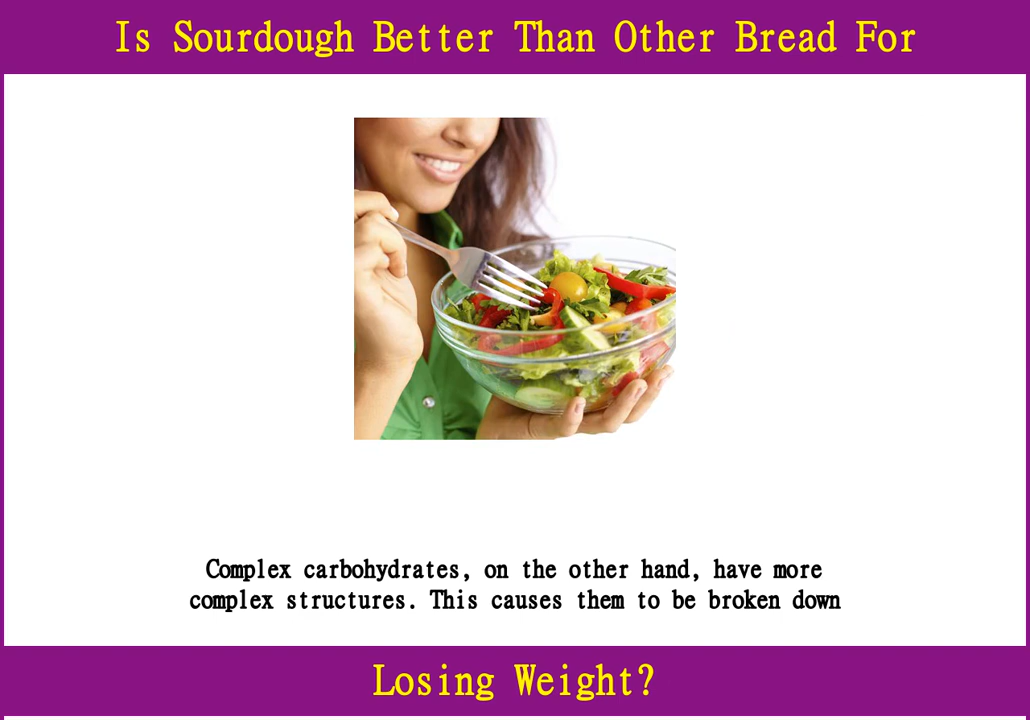 Is Sourdough Better Than Other Bread For
Complex carbohydrates, on the other hand, have more
complex structures. This causes them to be broken down
Losing Weight?